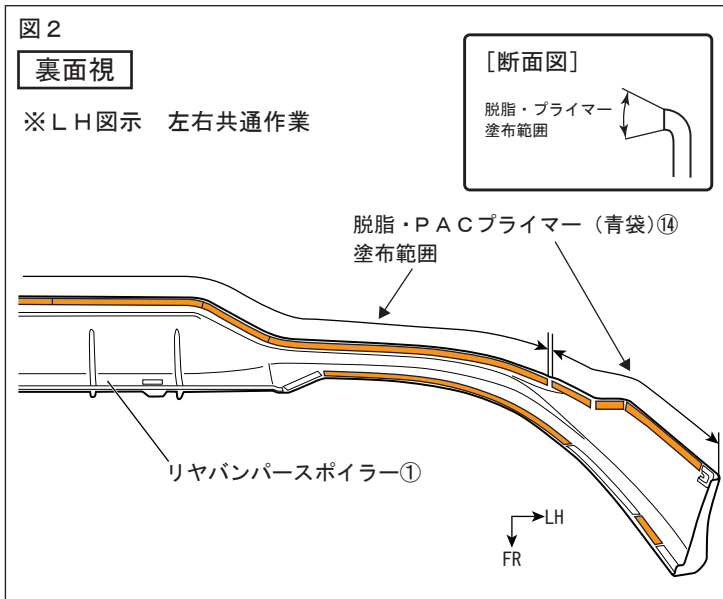 図２
裏面視
※ＬＨ図示　左右共通作業
［断面図］
脱脂・プライマー
塗布範囲
脱脂・ＰＡＣプライマー（青袋）⑭
塗布範囲
リヤバンパースポイラー①
LH
FR